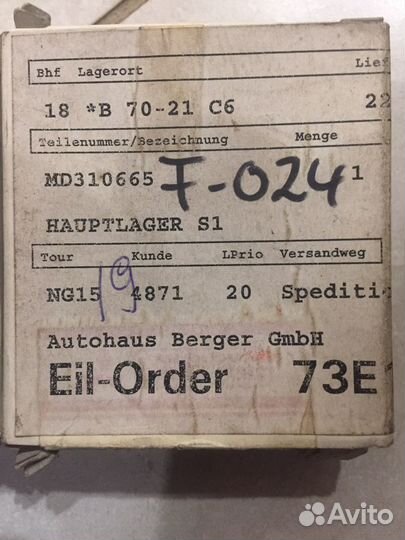 Bhf Lagerort Lief
18 *B 70-21 C6 22
Teilenummer/Bezeichnung Menge
MD310665 F-024 1
HAUPTLAGER S1
Tour Kunde LPrio Versandweg
19
NG15 4871 20 Spediti
Autohaus Berger GmbH
Eil-Order 73E
Avito